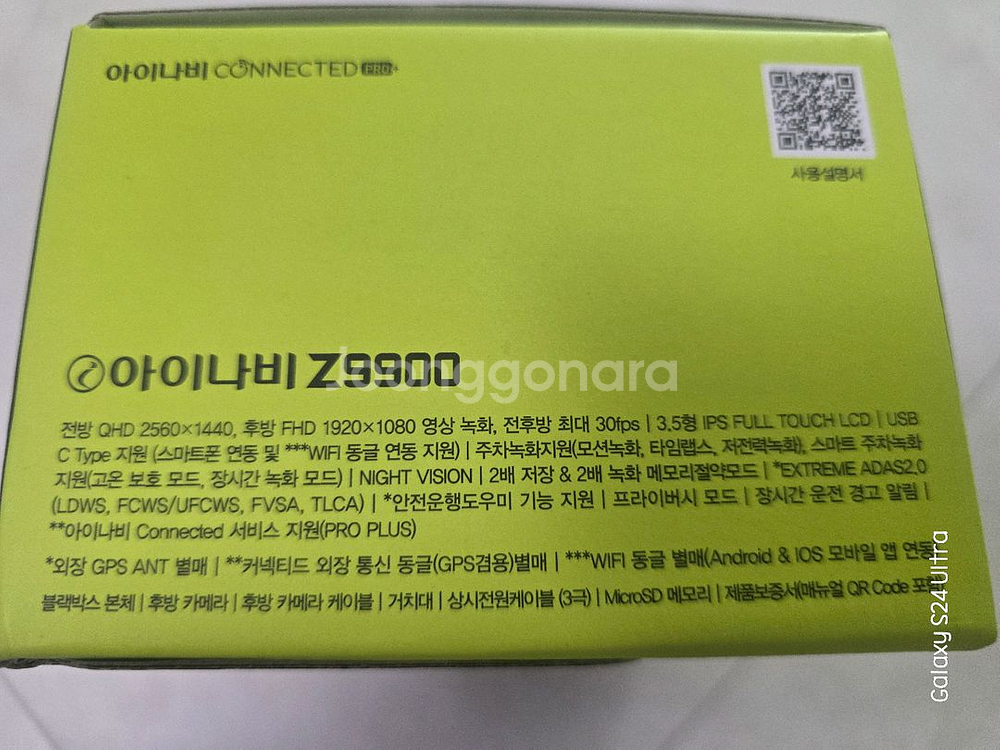 아이나비 CONNECTED PRO+
사용설명서
아이나비 Z9900
Joonggonara
전방 QHD 2560×1440, 후방 FHD 1920×1080 영상 녹화, 전후방 최대 30fps | 3.5형 IPS FULL TOUCH LCD | USB
C Type 지원 (스마트폰 연동 및 ***WIFI 동글 연동 지원) | 주차녹화지원(모션녹화, 타임랩스, 저전력녹화), 스마트 주차녹화
지원(고온 보호 모드, 장시간 녹화 모드) | NIGHT VISION | 2배 저장 & 2배 녹화 메모리절약모드 | *EXTREME ADAS2.0
(LDWS, FCWS/UFCWS, FVSA, TLCA) | *안전운행도우미 기능 지원 | 프라이버시 모드 | 장시간 운전 경고 알림 |
**아이나비 Connected 서비스 지원(PRO PLUS)
*외장 GPS ANT 별매 | **커넥티드 외장 통신 동글(GPS겸용)별매 | ***WIFI 동글 별매(Android & IOS 모바일 앱 연동
블랙박스 본체 | 후방 카메라 | 후방 카메라 케이블 | 거치대 | 상시전원케이블 (3극) | MicroSD 메모리 | 제품보증서(매뉴얼 QR Code 포
Galaxy S24 Ultra